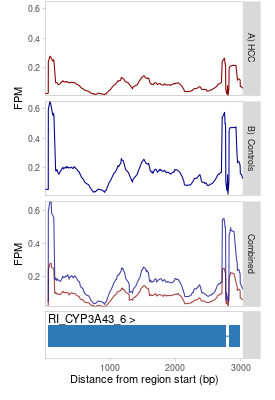 0.6
0.4
0.2
FPM
A) HCC
0.6
0.4
0.2
B) Controls
0.6
0.4
0.2
FPM
Combined
RI_CYP3A43_6 >
1000
2000
3000
Distance from region start (bp)